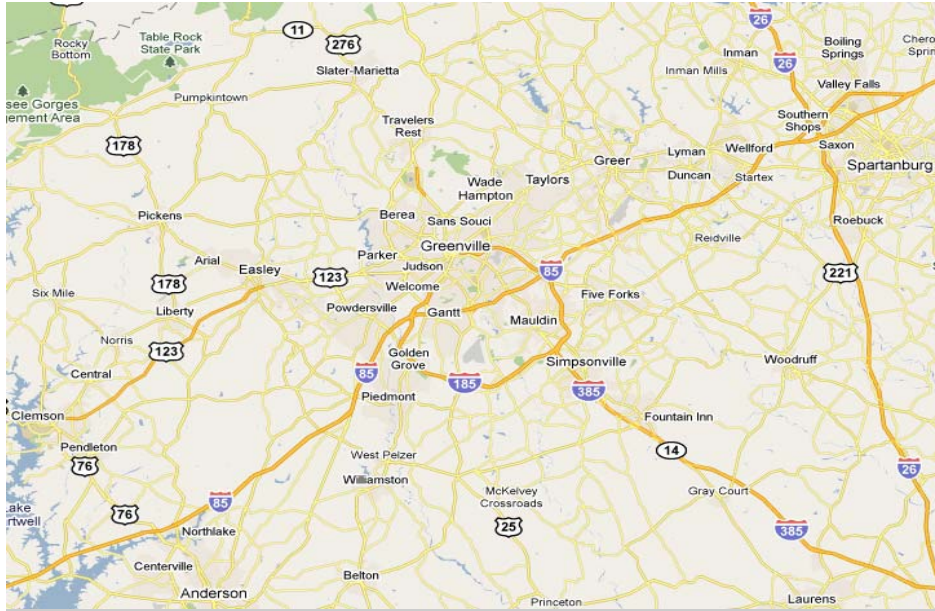 11
276
26
Rocky
Bottom
Table Rock
State Park
Inman
Boiling
Springs
26
Slater-Marietta
Inman Mills
Pumpkintown
see Gorges
gement Area
Valley Falls
Travelers
Rest
Southern
Shops
178
Greer
Lyman
Wellford
Saxon
Spartanburg
Wade
Hampton
Taylors
Duncan
Startex
Pickens
Berea
Sans Souci
Roebuck
Greenville
Reidville
Parker
Arial
Easley
123
Judson
85
221
178
Welcome
Six Mile
Five Forks
Liberty
Powdersville
Gantt
Mauldin
Norris
123
Golden
Grove
Simpsonville
Woodruff
Central
85
185
385
Piedmont
Clemson
Fountain Inn
Pendleton
14
76
West Pelzer
26
Williamston
Gray Court
McKelvey
Crossroads
85
76
25
385
Northlake
Centerville
Belton
Anderson
Princeton
Laurens